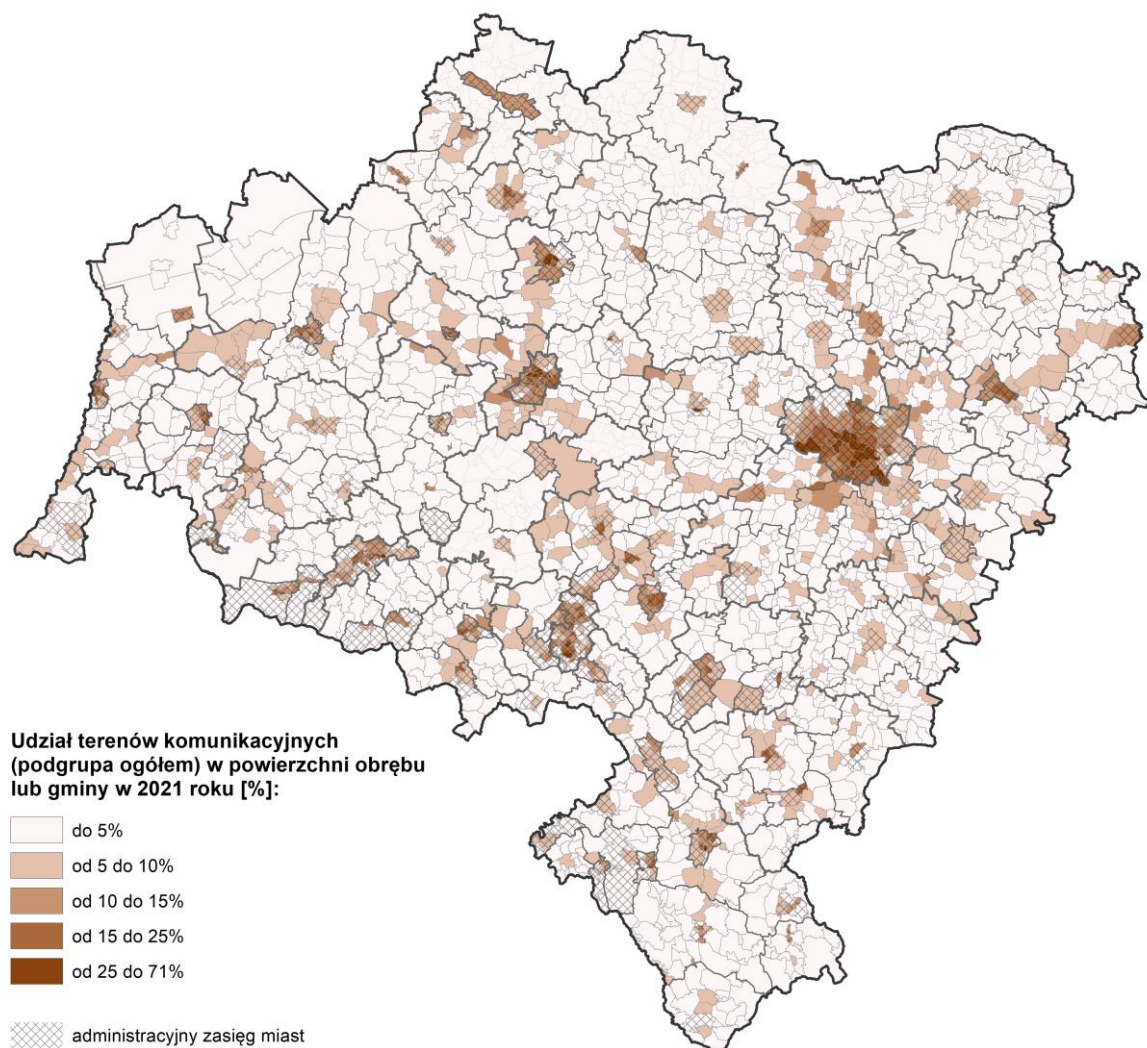 Udział terenów komunikacyjnych
(podgrupa ogółem) w powierzchni obrębu
lub gminy w 2021 roku [%]:
do 5%
od 5 do 10%
od 10 do 15%
od 15 do 25%
od 25 do 71%
administracyjny zasięg miast